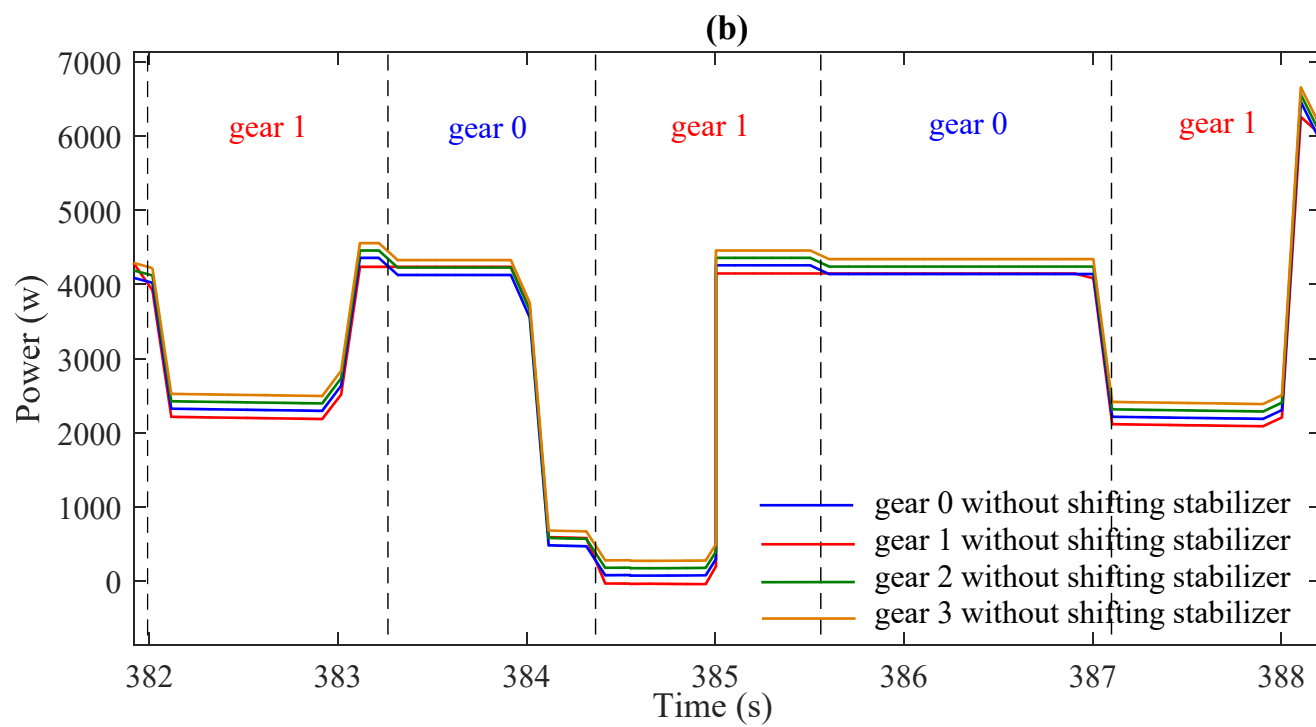 (b)
7000
6000
5000
4000
3000
2000
1000
0
Power (w)
gear 1
gear 0
gear 1
gear 0
gear 1
gear 0 without shifting stabilizer
gear 1 without shifting stabilizer
gear 2 without shifting stabilizer
gear 3 without shifting stabilizer
382 383 384 385 386 387 388
Time (s)